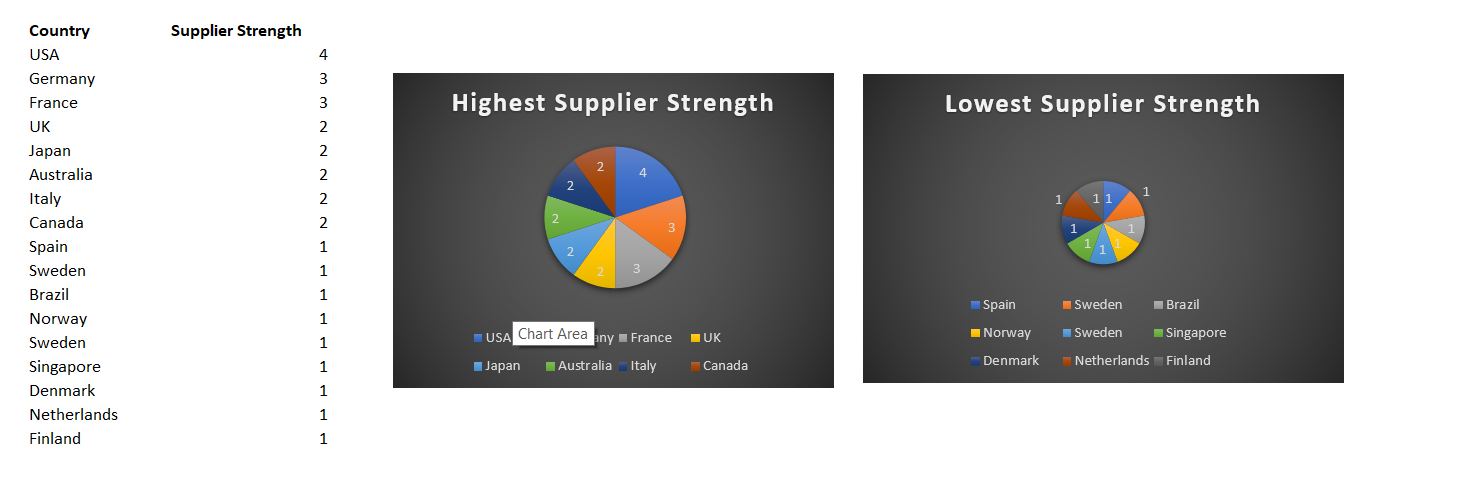 Country Supplier Strength
USA 4
Germany 3
France 3
UK 2
Japan 2
Australia 2
Italy 2
Canada 2
Spain 1
Sweden 1
Brazil 1
Norway 1
Sweden 1
Singapore 1
Denmark 1
Netherlands 1
Finland 1
Highest Supplier Strength
2 4
2
2 3
2
2 3
USA Chart Area any France UK
Japan Australia Italy Canada
Lowest Supplier Strength
1 1 1 1
1 1
1 1 1
Spain Sweden Brazil
Norway Sweden Singapore
Denmark Netherlands Finland